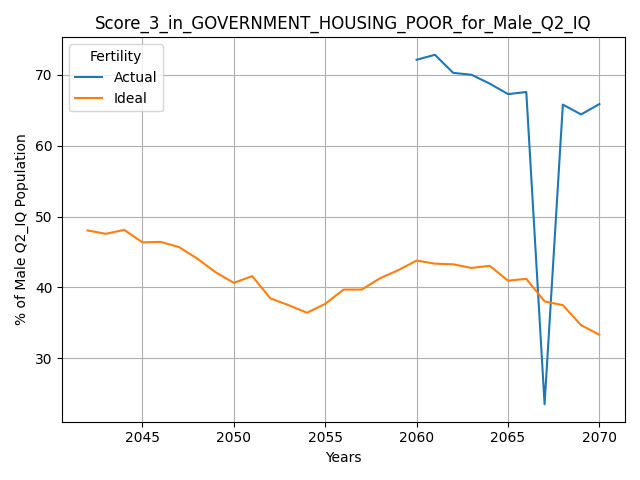 Score_3_in_GOVERNMENT_HOUSING_POOR_for_Male_Q2_IQ
Fertility
Actual
Ideal
% of Male Q2_IQ Population
70
60
50
40
30
2045 2050 2055 2060 2065 2070
Years